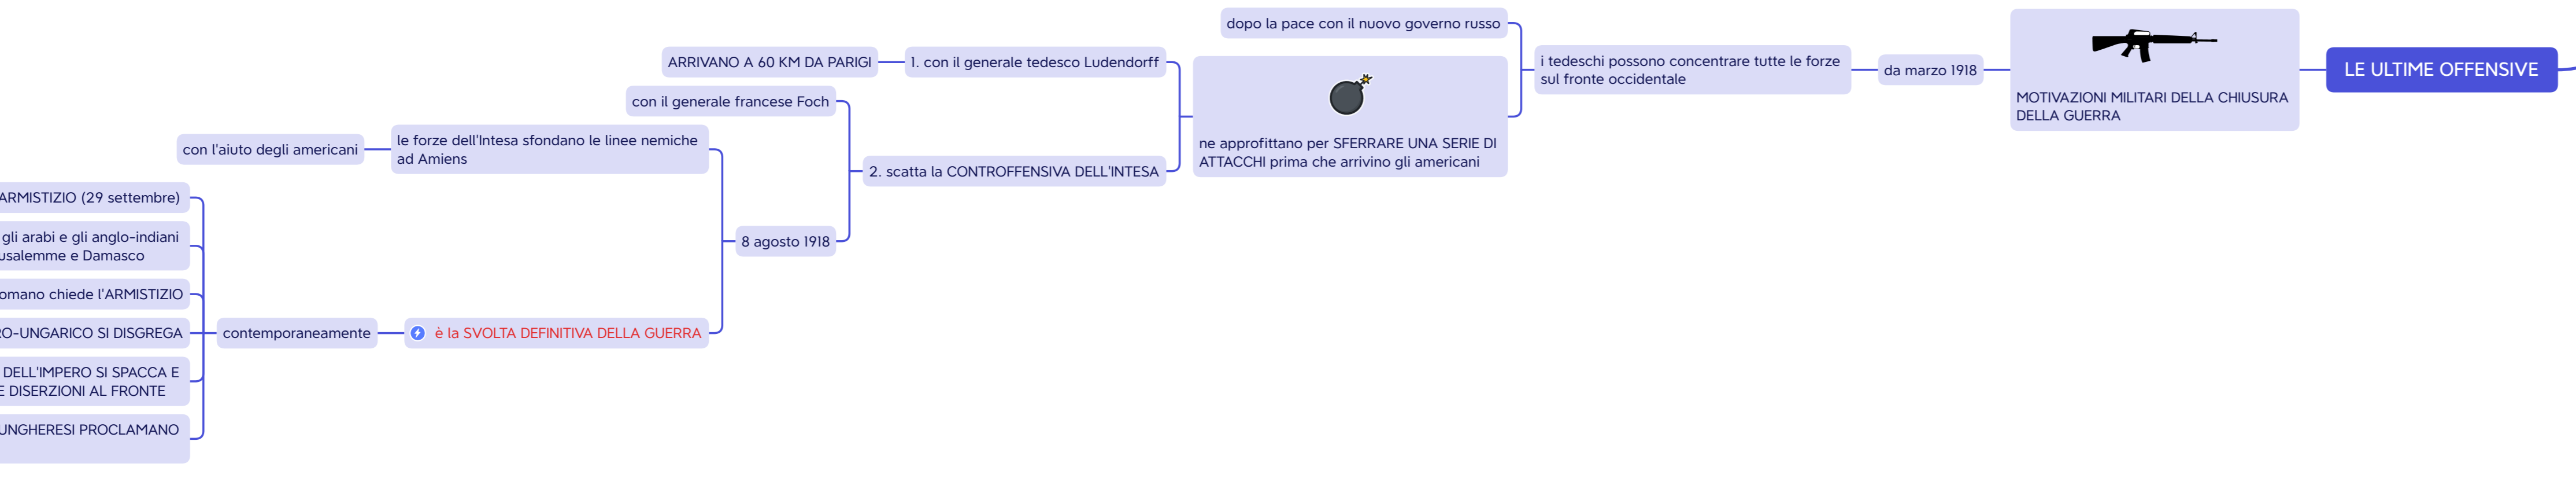 LE ULTIME OFFENSIVE
MOTIVAZIONI MILITARI DELLA CHIUSURA
DELLA GUERRA
da marzo 1918
i tedeschi possono concentrare tutte le forze
sul fronte occidentale
dopo la pace con il nuovo governo russo
ne approfittano per SFERRARE UNA SERIE DI
ATTACCHI prima che arrivino gli americani
1. con il generale tedesco Ludendorff
ARRIVANO A 60 KM DA PARIGI
2. scatta la CONTROFFENSIVA DELL'INTESA
con il generale francese Foch
8 agosto 1918
le forze dell'Intesa sfondano le linee nemiche
ad Amiens
con l'aiuto degli americani
è la SVOLTA DEFINITIVA DELLA GUERRA
contemporaneamente
ARMISTIZIO (29 settembre)
gli arabi e gli anglo-indiani
usalemme e Damasco
omano chiede l'ARMISTIZIO
O-UNGARICO SI DISGREGA
DELL'IMPERO SI SPACCA E
E DISERZIONI AL FRONTE
UNGHERESI PROCLAMANO